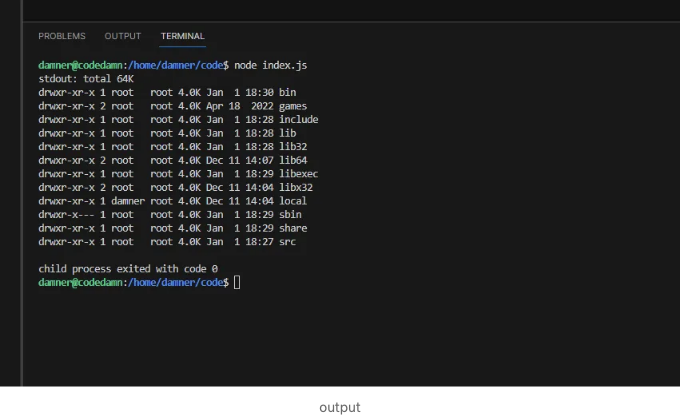 PROBLEMS OUTPUT TERMINAL
damner@codedamn:/home/damner/code$ node index.js
stdout: total 64K
drwxr-xr-x 1 root   root 4.0K Jan  1 18:30 bin
drwxr-xr-x 2 root   root 4.0K Apr 18  2022 games
drwxr-xr-x 1 root   root 4.0K Jan  1 18:28 include
drwxr-xr-x 1 root   root 4.0K Jan  1 18:28 lib
drwxr-xr-x 1 root   root 4.0K Jan  1 18:28 lib32
drwxr-xr-x 2 root   root 4.0K Dec 11 14:07 lib64
drwxr-xr-x 1 root   root 4.0K Jan  1 18:29 libexec
drwxr-xr-x 2 root   root 4.0K Dec 11 14:04 libx32
drwxr-xr-x 1 damner root 4.0K Dec 11 14:04 local
drwxr-x--- 1 root   root 4.0K Jan  1 18:29 sbin
drwxr-xr-x 1 root   root 4.0K Jan  1 18:29 share
drwxr-xr-x 1 root   root 4.0K Jan  1 18:27 src
child process exited with code 0
damner@codedamn:/home/damner/code$
output